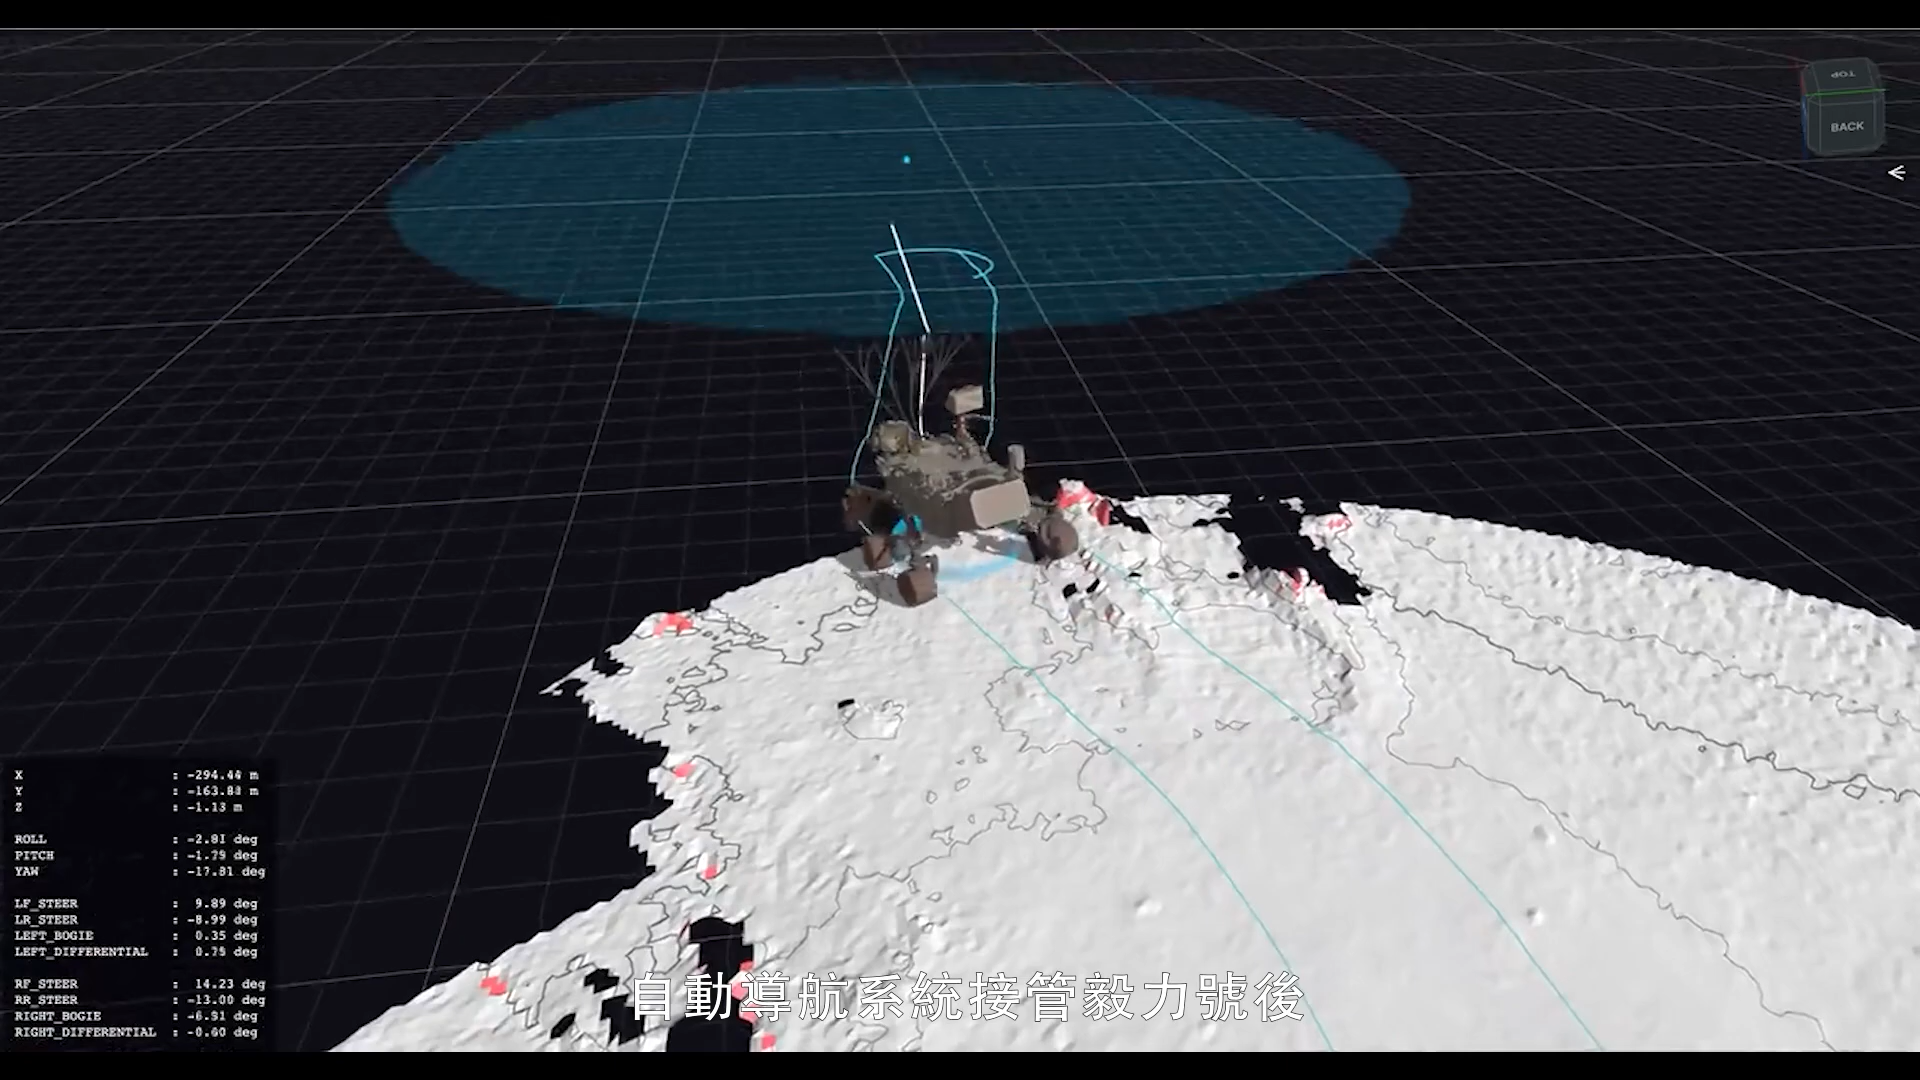 TOP
BACK
X : -294.44 m
Y : -163.88 m
Z : -1.13 m
ROLL : -2.81 deg
PITCH : -1.79 deg
YAW : -17.81 deg
LF_STEER : 9.89 deg
LR_STEER : -8.99 deg
LEFT_BOGIE : 0.35 deg
LEFT_DIFFERENTIAL : 0.75 deg
RF_STEER : 14.23 deg
RR_STEER : -13.00 deg
RIGHT_BOGIE : -6.51 deg
RIGHT_DIFFERENTIAL : -0.60 deg
自動導航系統接管毅力號後